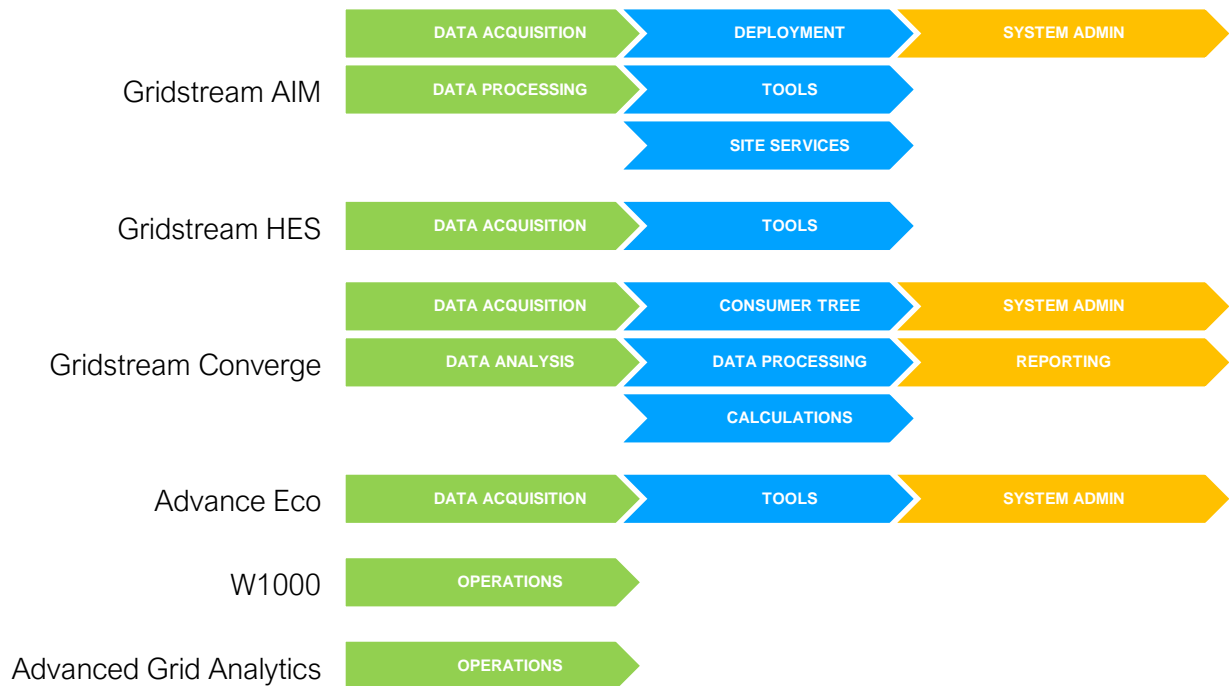 DATA ACQUISITION DEPLOYMENT SYSTEM ADMIN
Gridstream AIM DATA PROCESSING TOOLS
SITE SERVICES
Gridstream HES DATA ACQUISITION TOOLS
DATA ACQUISITION CONSUMER TREE SYSTEM ADMIN
Gridstream Converge DATA ANALYSIS DATA PROCESSING REPORTING
CALCULATIONS
Advance Eco DATA ACQUISITION TOOLS SYSTEM ADMIN
W1000 OPERATIONS
Advanced Grid Analytics OPERATIONS